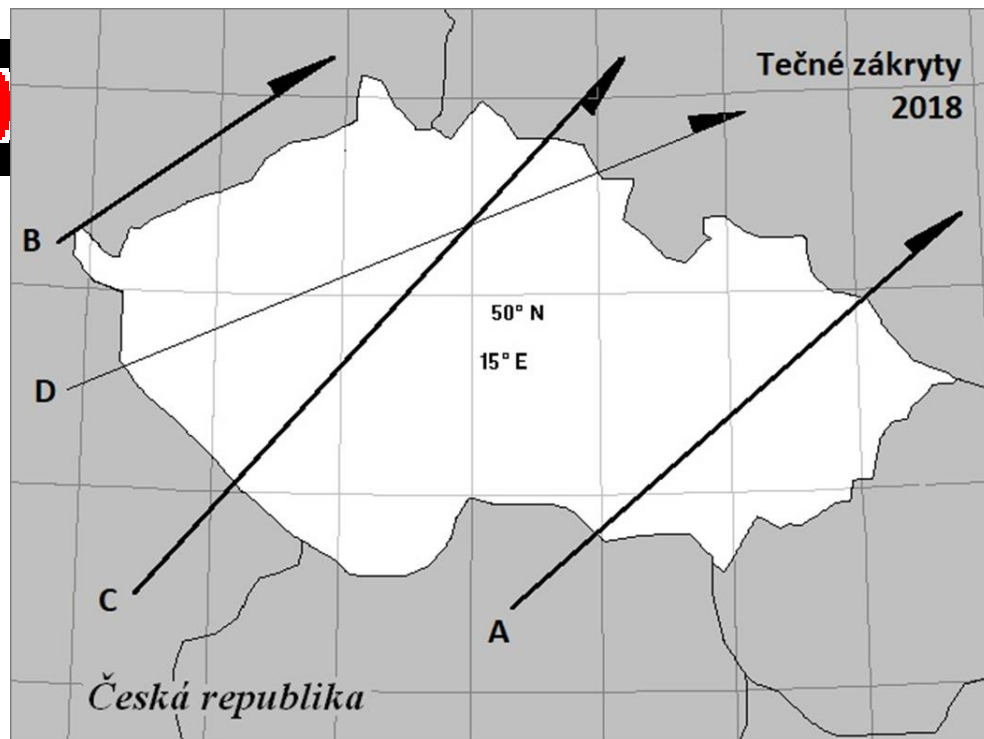 Tečné zákryty
2018
B
50° N
15° E
D
C
A
Česká republika